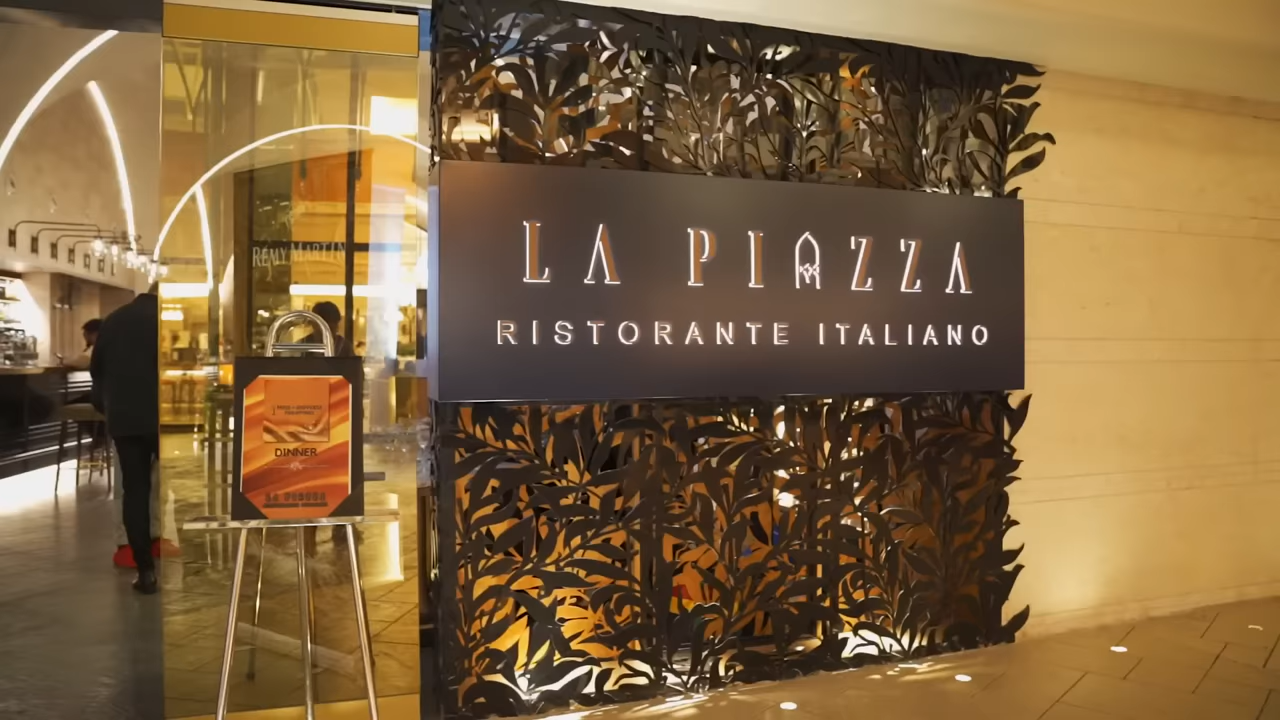 LA PIAZZA
RISTORANTE ITALIANO
RÉMY MARTIN
DINNER
LA PIAZZA